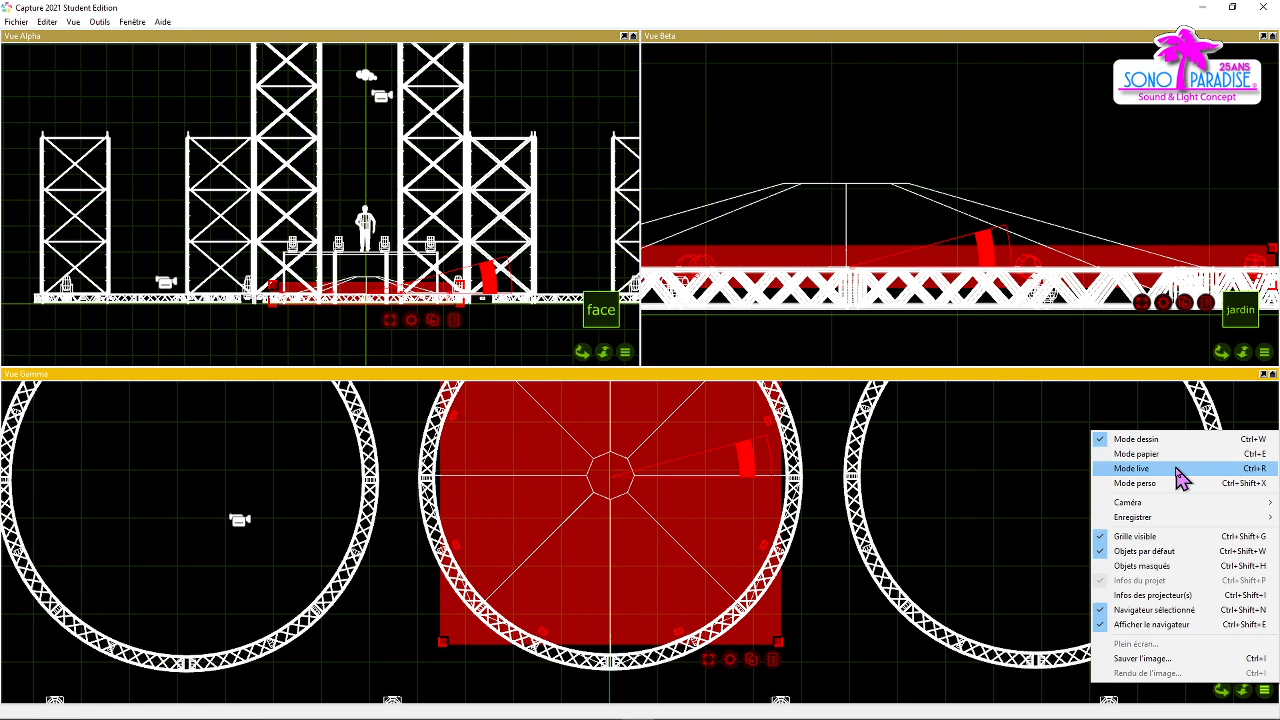 Capture 2021 Student Edition
Fichier Editer Vue Outils Fenêtre Aide
Vue Alpha
Vue Beta
25ANS
SONO PARADISE®
Sound & Light Concept
face
jardin
Vue Gamma
Mode dessin Ctrl+W
Mode papier Ctrl+E
Mode live Ctrl+R
Mode perso Ctrl+Shift+X
Caméra
Enregistrer
Grille visible Ctrl+Shift+G
Objets par défaut Ctrl+Shift+W
Objets masqués Ctrl+Shift+H
Infos du projet Ctrl+Shift+P
Infos des projecteur(s) Ctrl+Shift+I
Navigateur sélectionné Ctrl+Shift+N
Afficher le navigateur Ctrl+Shift+E
Plein écran...
Sauver l'image... Ctrl+I
Rendu de l'image... Ctrl+I